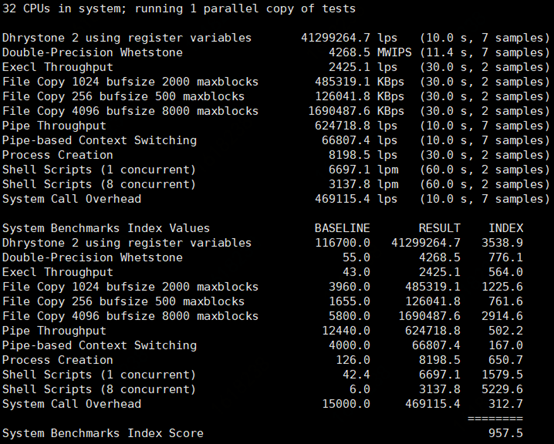 32 CPUs in system; running 1 parallel copy of tests
Dhrystone 2 using register variables 41299264.7 lps (10.0 s, 7 samples)
Double-Precision Whetstone 4268.5 MWIPS (11.4 s, 7 samples)
Execl Throughput 2425.1 lps (30.0 s, 2 samples)
File Copy 1024 bufsize 2000 maxblocks 485319.1 KBps (30.0 s, 2 samples)
File Copy 256 bufsize 500 maxblocks 126041.8 KBps (30.0 s, 2 samples)
File Copy 4096 bufsize 8000 maxblocks 1690487.6 KBps (30.0 s, 2 samples)
Pipe Throughput 624718.8 lps (10.0 s, 7 samples)
Pipe-based Context Switching 66807.4 lps (10.0 s, 7 samples)
Process Creation 8198.5 lps (30.0 s, 2 samples)
Shell Scripts (1 concurrent) 6697.1 lpm (60.0 s, 2 samples)
Shell Scripts (8 concurrent) 3137.8 lpm (60.0 s, 2 samples)
System Call Overhead 469115.4 lps (10.0 s, 7 samples)
System Benchmarks Index Values BASELINE RESULT INDEX
Dhrystone 2 using register variables 116700.0 41299264.7 3538.9
Double-Precision Whetstone 55.0 4268.5 776.1
Execl Throughput 43.0 2425.1 564.0
File Copy 1024 bufsize 2000 maxblocks 3960.0 485319.1 1225.6
File Copy 256 bufsize 500 maxblocks 1655.0 126041.8 761.6
File Copy 4096 bufsize 8000 maxblocks 5800.0 1690487.6 2914.6
Pipe Throughput 12440.0 624718.8 502.2
Pipe-based Context Switching 4000.0 66807.4 167.0
Process Creation 126.0 8198.5 650.7
Shell Scripts (1 concurrent) 42.4 6697.1 1579.5
Shell Scripts (8 concurrent) 6.0 3137.8 5229.6
System Call Overhead 15000.0 469115.4 312.7
========
System Benchmarks Index Score 957.5